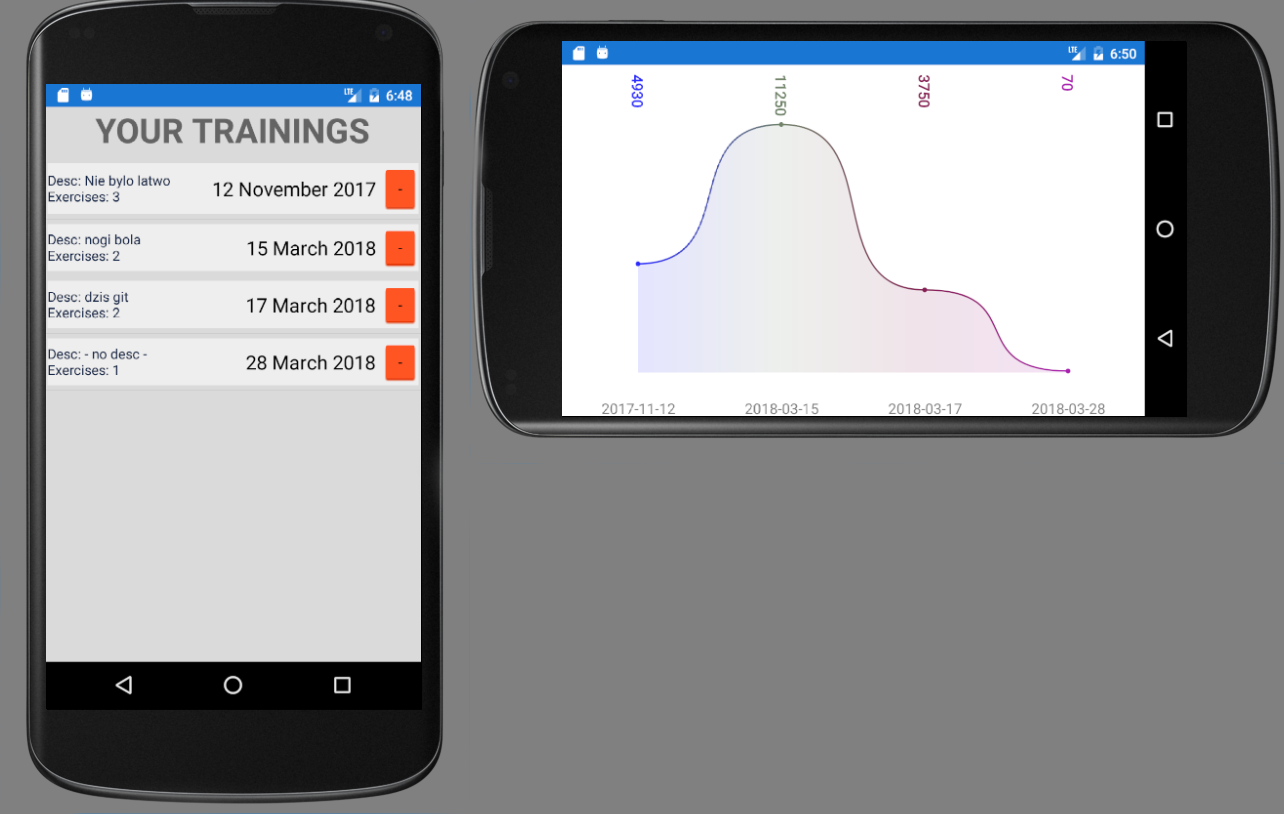 LTE 6:48
YOUR TRAININGS
Desc: Nie bylo latwo
Exercises: 3
12 November 2017
-
Desc: nogi bola
Exercises: 2
15 March 2018
-
Desc: dzis git
Exercises: 2
17 March 2018
-
Desc: - no desc -
Exercises: 1
28 March 2018
-
LTE 6:50
4930
11250
3750
70
2017-11-12
2018-03-15
2018-03-17
2018-03-28